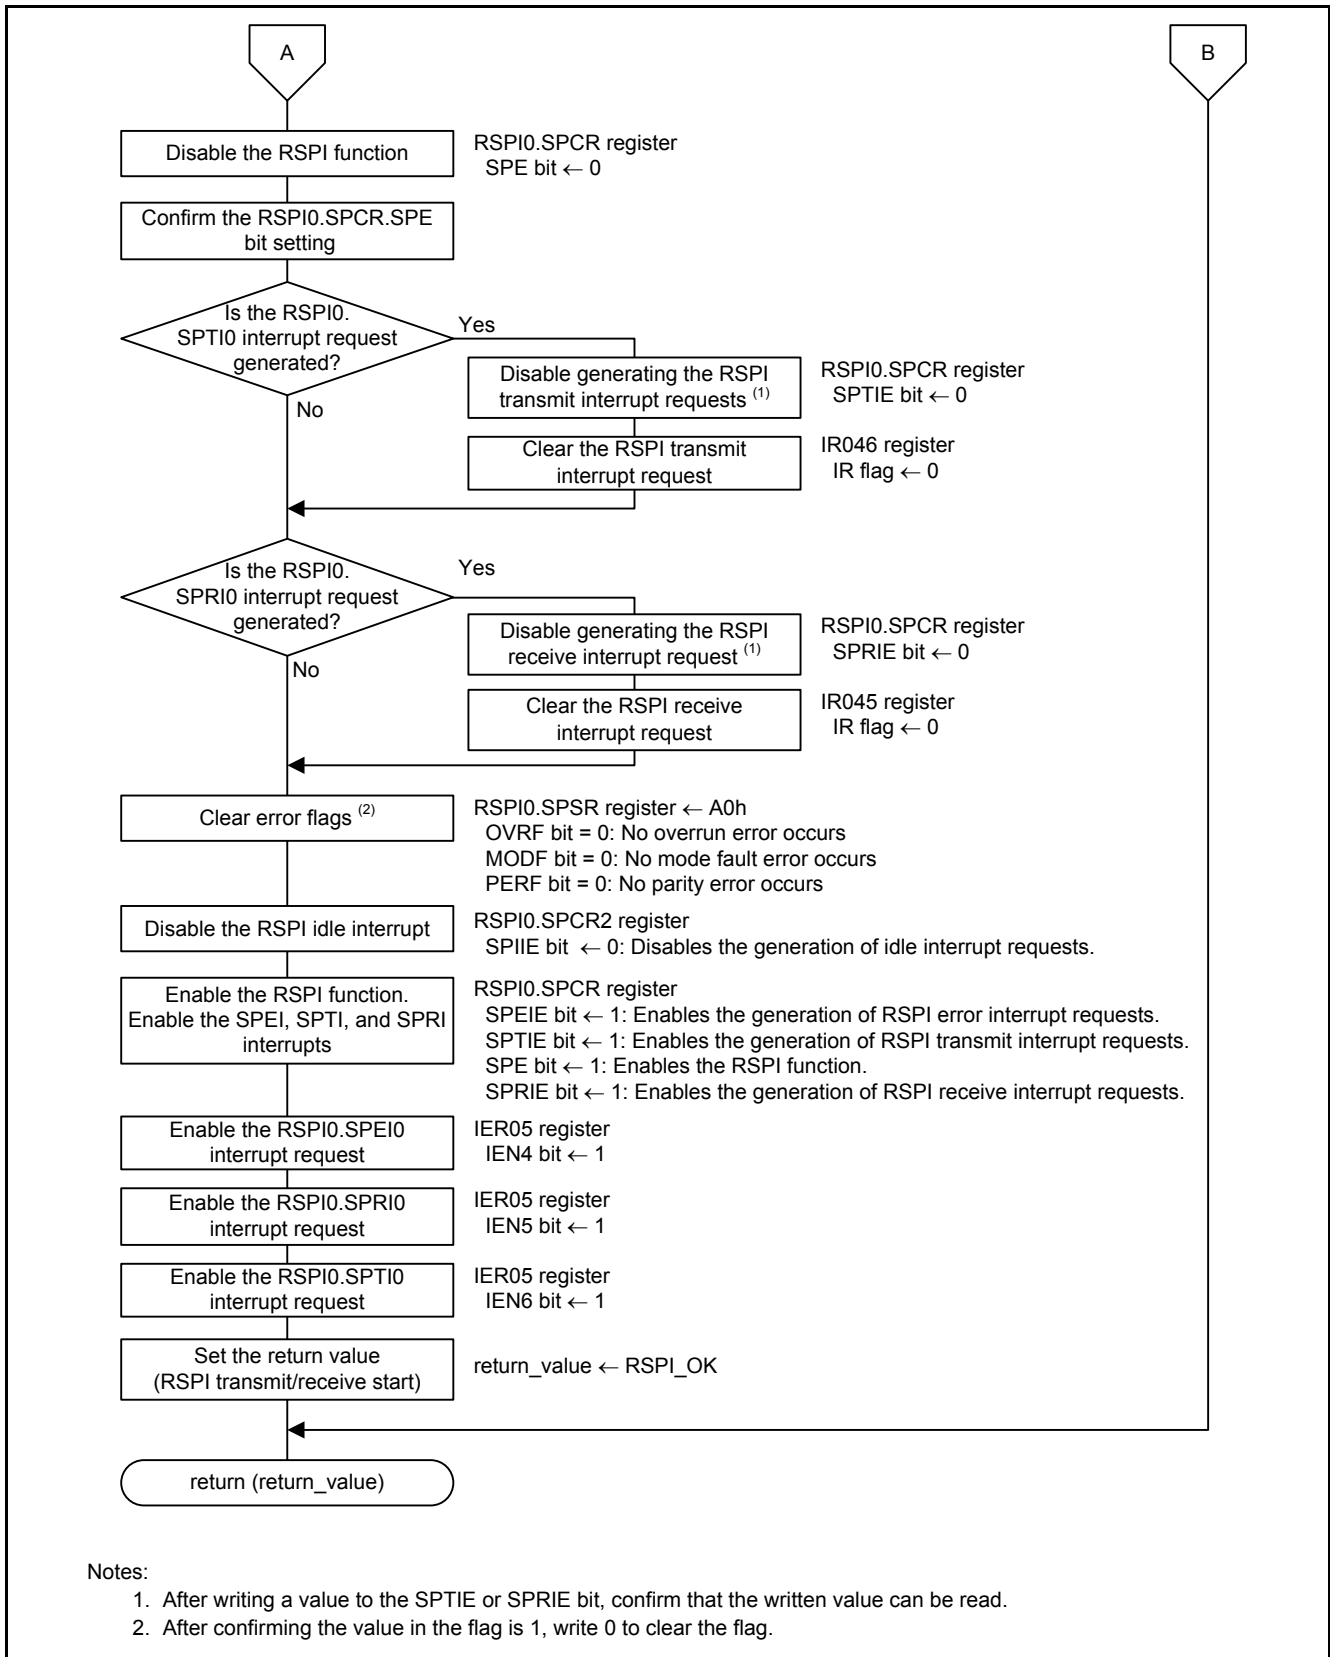 A
B
Disable the RSPI function
RSPI0.SPCR register
SPE bit ← 0
Confirm the RSPI0.SPCR.SPE
bit setting
Is the RSPI0.
SPTI0 interrupt request
generated?
Yes
No
Disable generating the RSPI
transmit interrupt requests (1)
RSPI0.SPCR register
SPTIE bit ← 0
Clear the RSPI transmit
interrupt request
IR046 register
IR flag ← 0
Is the RSPI0.
SPRI0 interrupt request
generated?
Yes
No
Disable generating the RSPI
receive interrupt request (1)
RSPI0.SPCR register
SPRIE bit ← 0
Clear the RSPI receive
interrupt request
IR045 register
IR flag ← 0
Clear error flags (2)
RSPI0.SPSR register ← A0h
OVRF bit = 0: No overrun error occurs
MODF bit = 0: No mode fault error occurs
PERF bit = 0: No parity error occurs
Disable the RSPI idle interrupt
RSPI0.SPCR2 register
SPIIE bit ← 0: Disables the generation of idle interrupt requests.
Enable the RSPI function.
Enable the SPEI, SPTI, and SPRI
interrupts
RSPI0.SPCR register
SPEIE bit ← 1: Enables the generation of RSPI error interrupt requests.
SPTIE bit ← 1: Enables the generation of RSPI transmit interrupt requests.
SPE bit ← 1: Enables the RSPI function.
SPRIE bit ← 1: Enables the generation of RSPI receive interrupt requests.
Enable the RSPI0.SPEI0
interrupt request
IER05 register
IEN4 bit ← 1
Enable the RSPI0.SPRI0
interrupt request
IER05 register
IEN5 bit ← 1
Enable the RSPI0.SPTI0
interrupt request
IER05 register
IEN6 bit ← 1
Set the return value
(RSPI transmit/receive start)
return_value ← RSPI_OK
return (return_value)
Notes:
1. After writing a value to the SPTIE or SPRIE bit, confirm that the written value can be read.
2. After confirming the value in the flag is 1, write 0 to clear the flag.